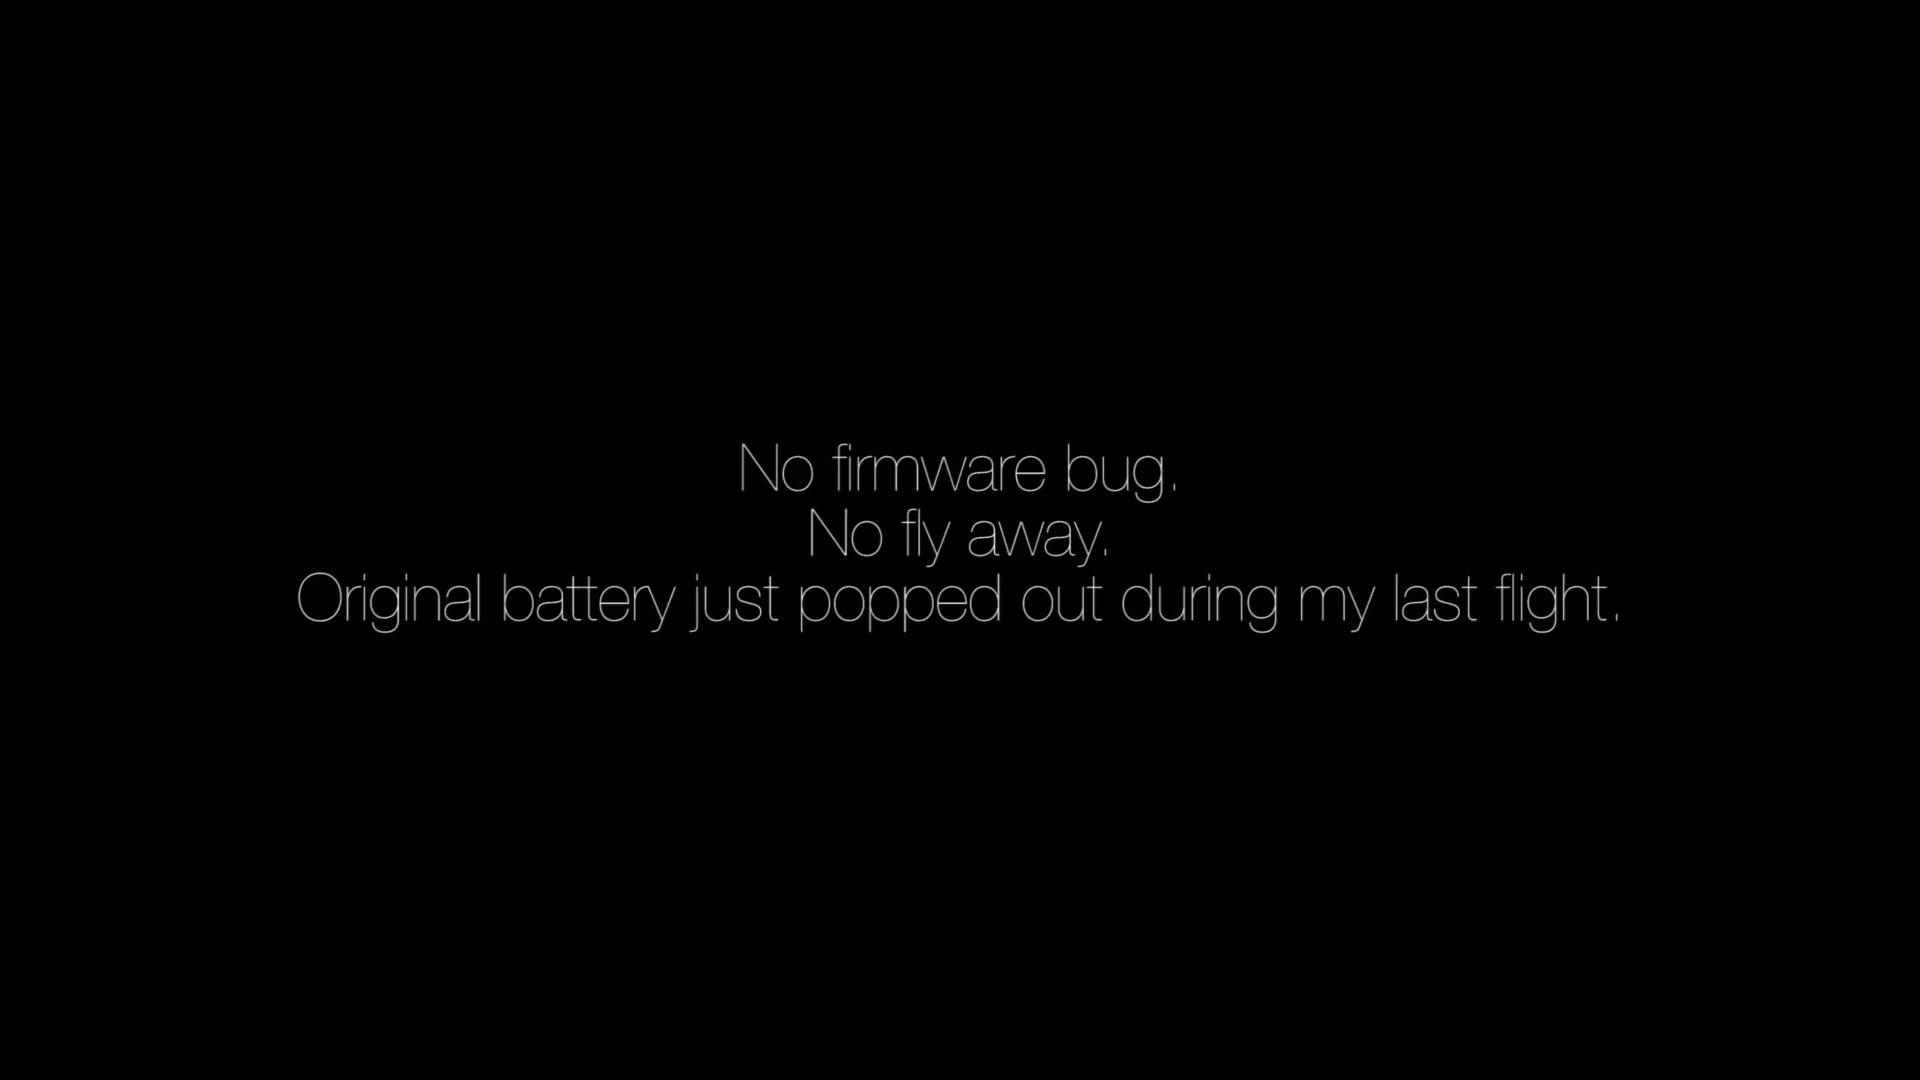 No firmware bug.
No fly away.
Original battery just popped out during my last flight.